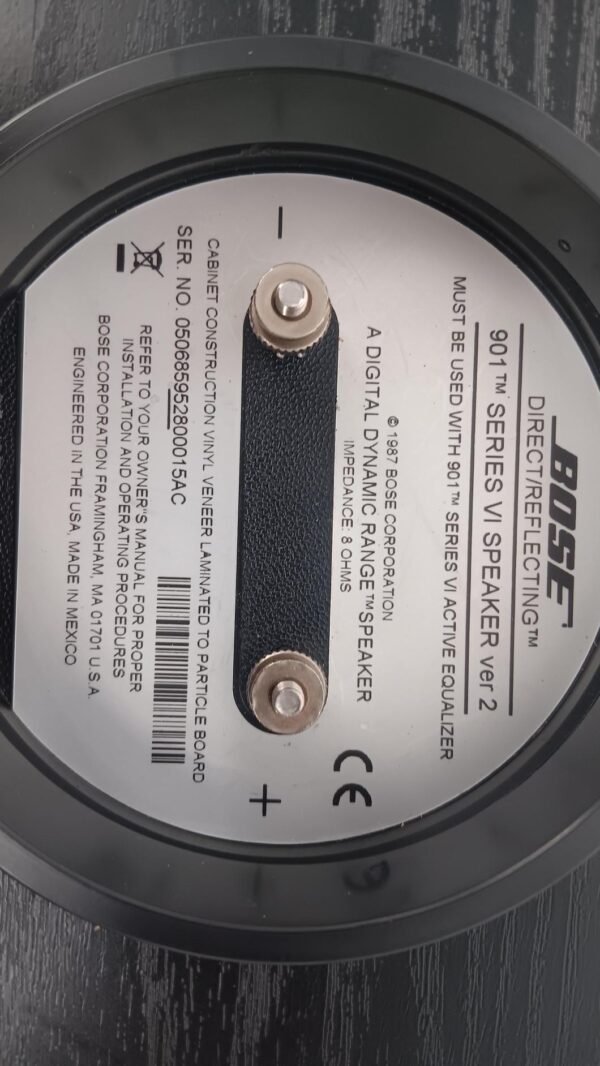 BOSE
DIRECT/REFLECTING™
901™ SERIES VI SPEAKER ver 2
MUST BE USED WITH 901™ SERIES VI ACTIVE EQUALIZER
© 1987 BOSE CORPORATION
A DIGITAL DYNAMIC RANGE™SPEAKER
IMPEDANCE: 8 OHMS
CE
- +
CABINET CONSTRUCTION VINYL VENEER LAMINATED TO PARTICLE BOARD
SER. NO. 050685952800015AC
REFER TO YOUR OWNER"S MANUAL FOR PROPER
INSTALLATION AND OPERATING PROCEDURES
BOSE CORPORATION FRAMINGHAM, MA 01701 U.S.A.
ENGINEERED IN THE USA, MADE IN MEXICO